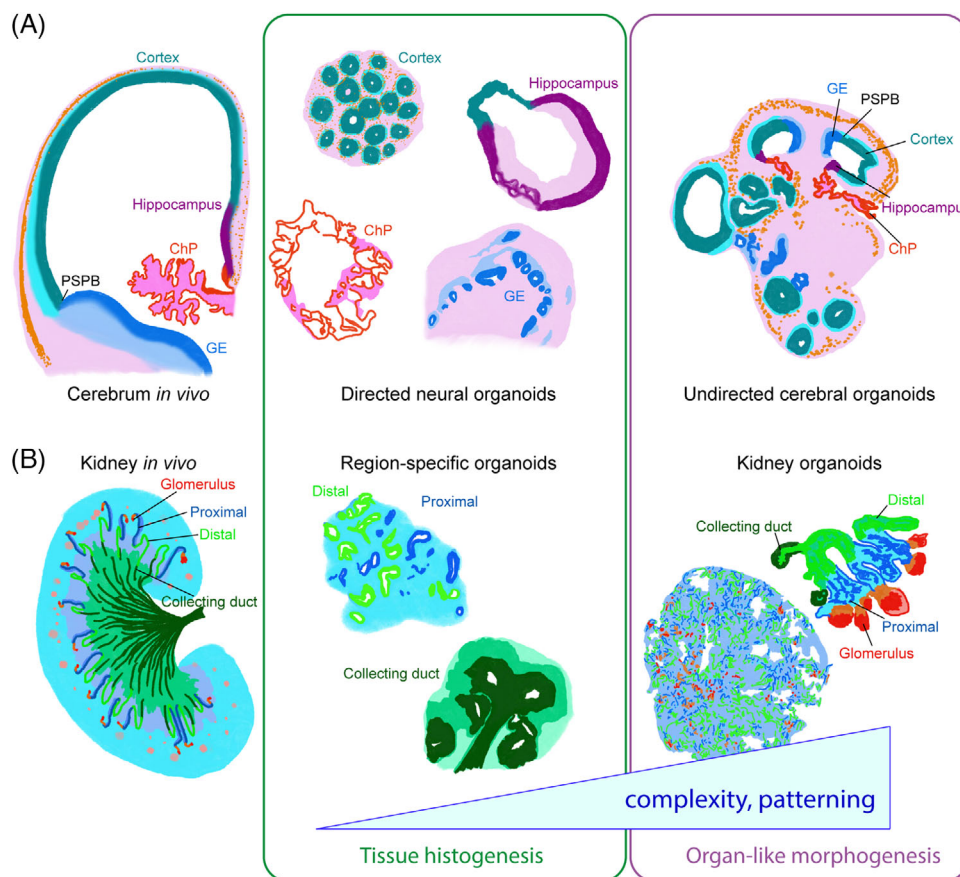 (A)
Cortex
Hippocampus
ChP
PSPB
GE
Cerebrum in vivo
Cortex
Hippocampus
ChP
GE
Directed neural organoids
GE
PSPB
Cortex
Hippocampus
ChP
Undirected cerebral organoids
(B)
Kidney in vivo
Glomerulus
Proximal
Distal
Collecting duct
Region-specific organoids
Distal
Proximal
Collecting duct
Kidney organoids
Distal
Collecting duct
Proximal
Glomerulus
complexity, patterning
Tissue histogenesis
Organ-like morphogenesis